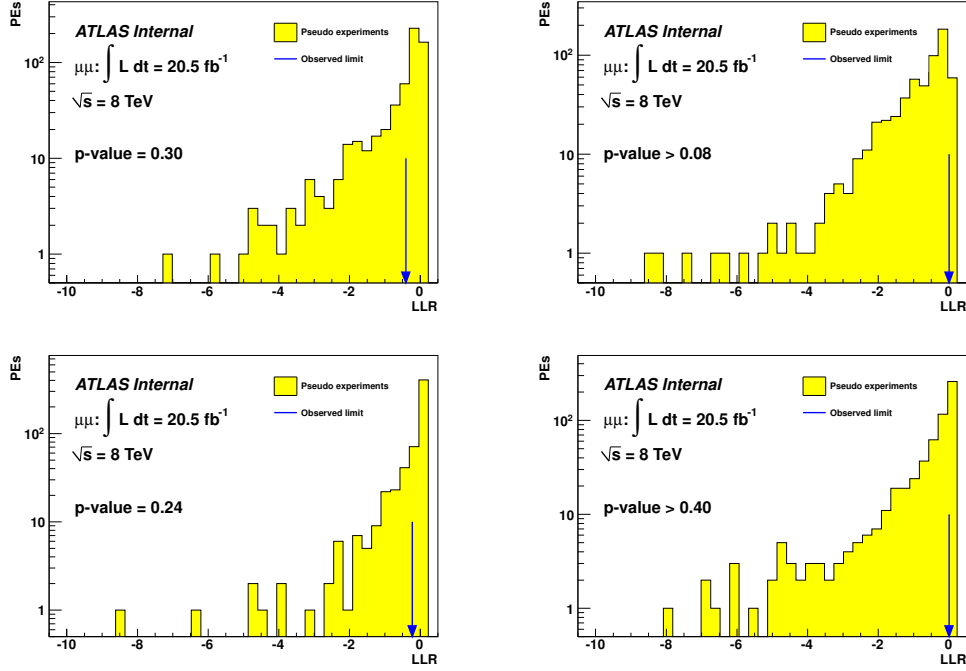 PEs
ATLAS Internal
Pseudo experiments
Observed limit
μμ: ∫ L dt = 20.5 fb⁻¹
√s = 8 TeV
p-value = 0.30
10²
10
1
-10 -8 -6 -4 -2 0
LLR
PEs
ATLAS Internal
Pseudo experiments
Observed limit
μμ: ∫ L dt = 20.5 fb⁻¹
√s = 8 TeV
p-value > 0.08
10²
10
1
-10 -8 -6 -4 -2 0
LLR
PEs
ATLAS Internal
Pseudo experiments
Observed limit
μμ: ∫ L dt = 20.5 fb⁻¹
√s = 8 TeV
p-value = 0.24
10²
10
1
-10 -8 -6 -4 -2 0
LLR
PEs
ATLAS Internal
Pseudo experiments
Observed limit
μμ: ∫ L dt = 20.5 fb⁻¹
√s = 8 TeV
p-value > 0.40
10²
10
1
-10 -8 -6 -4 -2 0
LLR